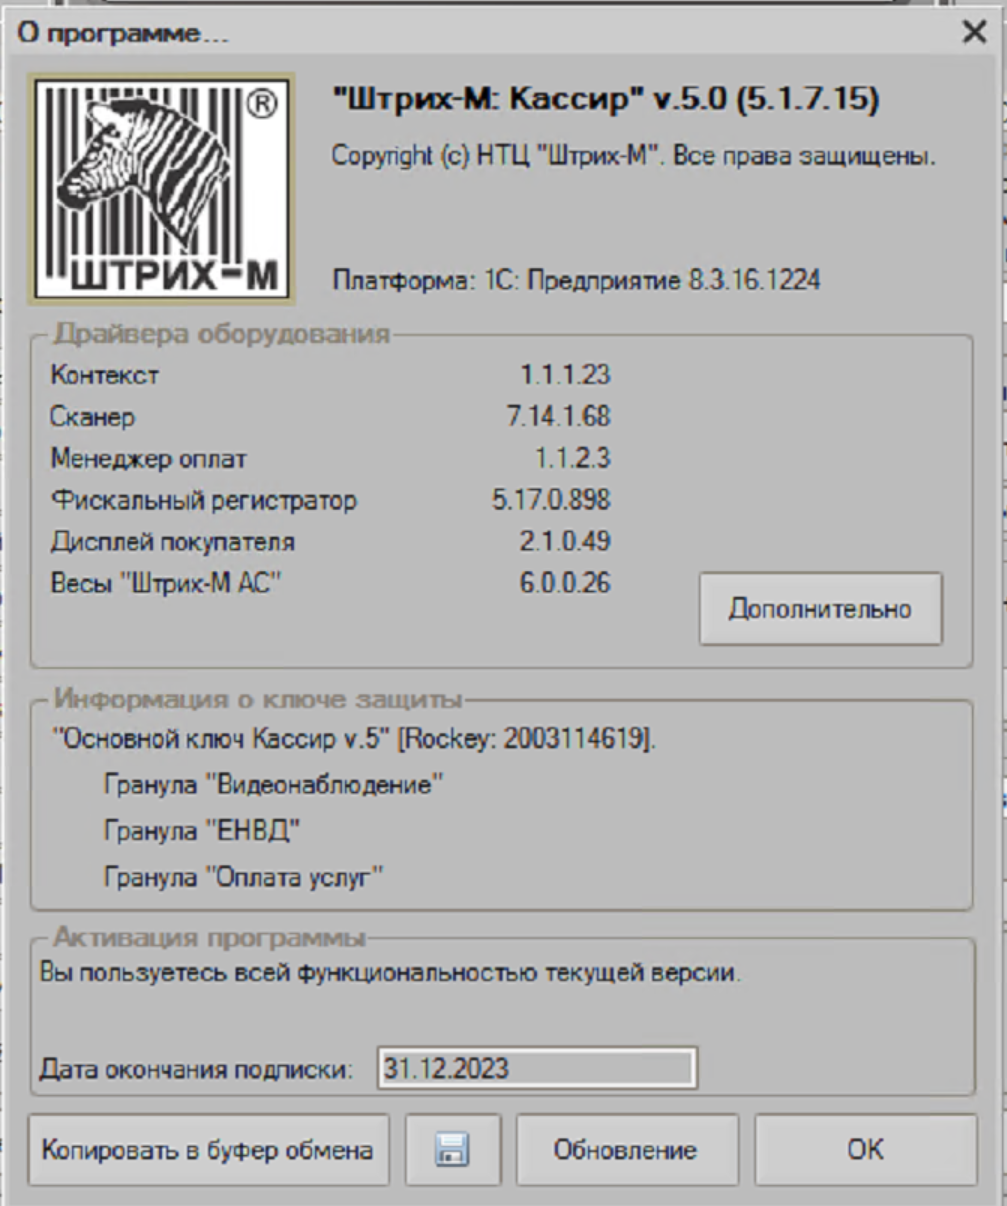 О программе...
®
ШТРИХ-М
"Штрих-М: Кассир" v.5.0 (5.1.7.15)
Copyright (c) НТЦ "Штрих-М". Все права защищены.
Платформа: 1С: Предприятие 8.3.16.1224
Драйвера оборудования
Контекст 1.1.1.23
Сканер 7.14.1.68
Менеджер оплат 1.1.2.3
Фискальный регистратор 5.17.0.898
Дисплей покупателя 2.1.0.49
Весы "Штрих-М АС" 6.0.0.26
Дополнительно
Информация о ключе защиты
"Основной ключ Кассир v.5" [Rockey: 2003114619].
Гранула "Видеонаблюдение"
Гранула "ЕНВД"
Гранула "Оплата услуг"
Активация программы
Вы пользуетесь всей функциональностью текущей версии.
Дата окончания подписки: 31.12.2023
Копировать в буфер обмена Обновление ОК